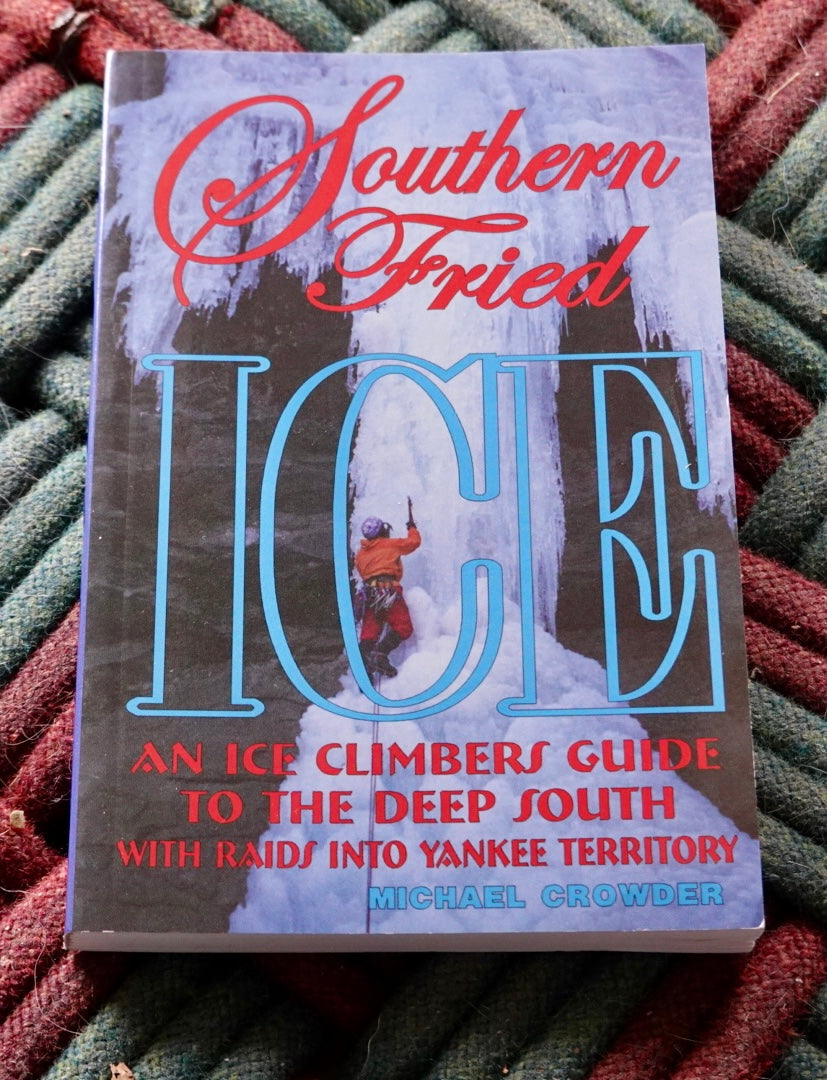 Southern
Fried
ICE
AN ICE CLIMBERS GUIDE
TO THE DEEP SOUTH
WITH RAIDS INTO YANKEE TERRITORY
MICHAEL CROWDER